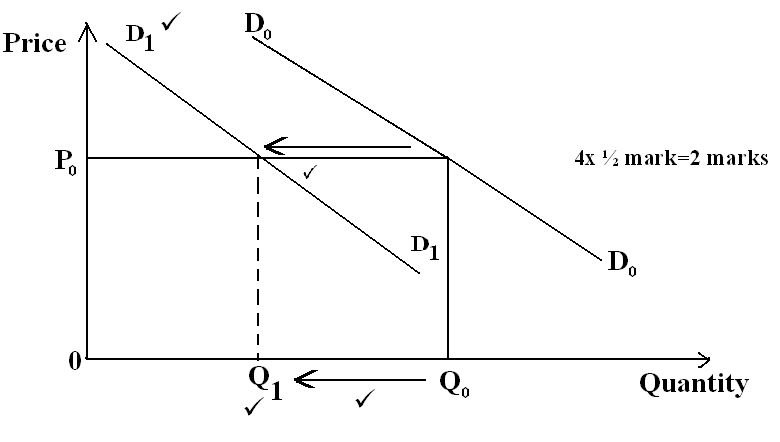 D₁ ✓
D₀
Price
P₀
4x ½ mark=2 marks
✓
D₁
D₀
0
Q₁
Q₀
Quantity
✓
✓